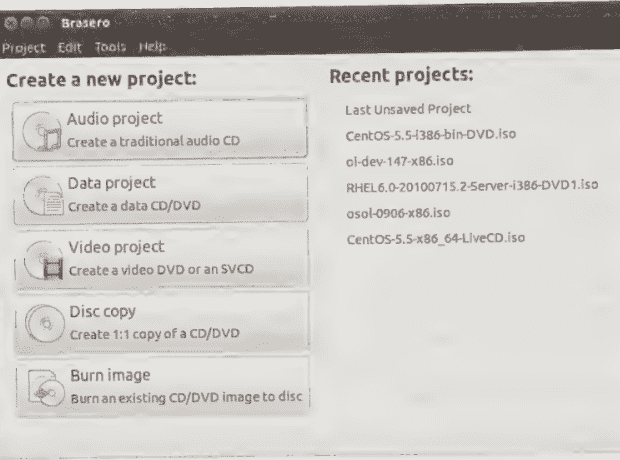 Brasero
Project Edit Tools Help
Create a new project:
Audio project
Create a traditional audio CD
Data project
Create a data CD/DVD
Video project
Create a video DVD or an SVCD
Disc copy
Create 1:1 copy of a CD/DVD
Burn image
Burn an existing CD/DVD image to disc
Recent projects:
Last Unsaved Project
CentOS-5.5-i386-bin-DVD.iso
ol-dev-147-x86.iso
RHEL6.0-20100715.2-Server-i386-DVD1.iso
osol-0906-x86.iso
CentOS-5.5-x86_64-LiveCD.iso